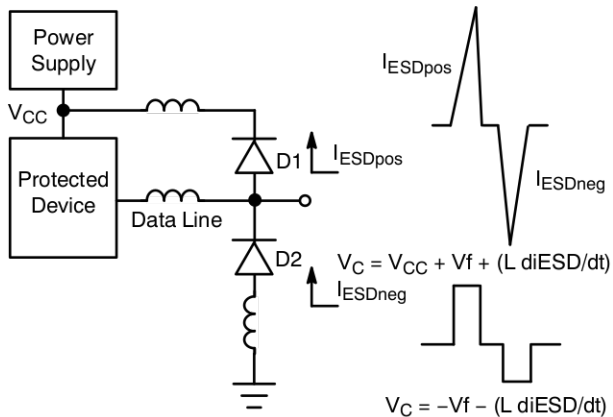 Power
Supply
VCC
Protected
Device
Data Line
D1
IESDpos
D2
IESDneg
IESDpos
IESDneg
VC = VCC + Vf + (L diESD/dt)
VC = −Vf − (L diESD/dt)